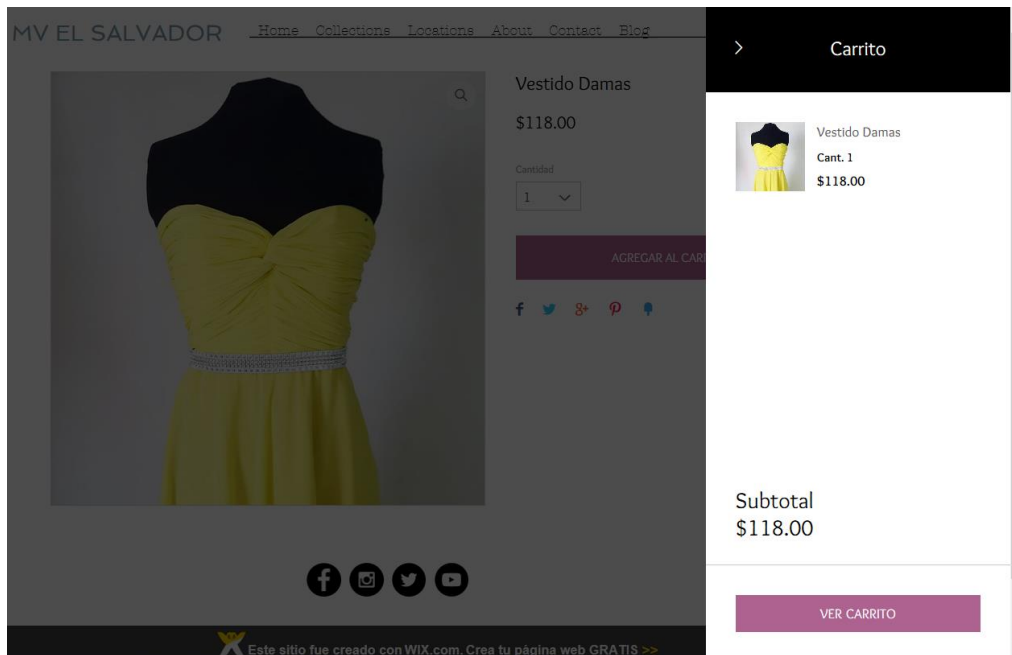 MV EL SALVADOR
Home Collections Locations About Contact Blog
Vestido Damas
$118.00
Cantidad
1
AGREGAR AL CAR
Carrito
Vestido Damas
Cant. 1
$118.00
Subtotal
$118.00
VER CARRITO
Este sitio fue creado con WIX.com. Crea tu página web GRATIS >>